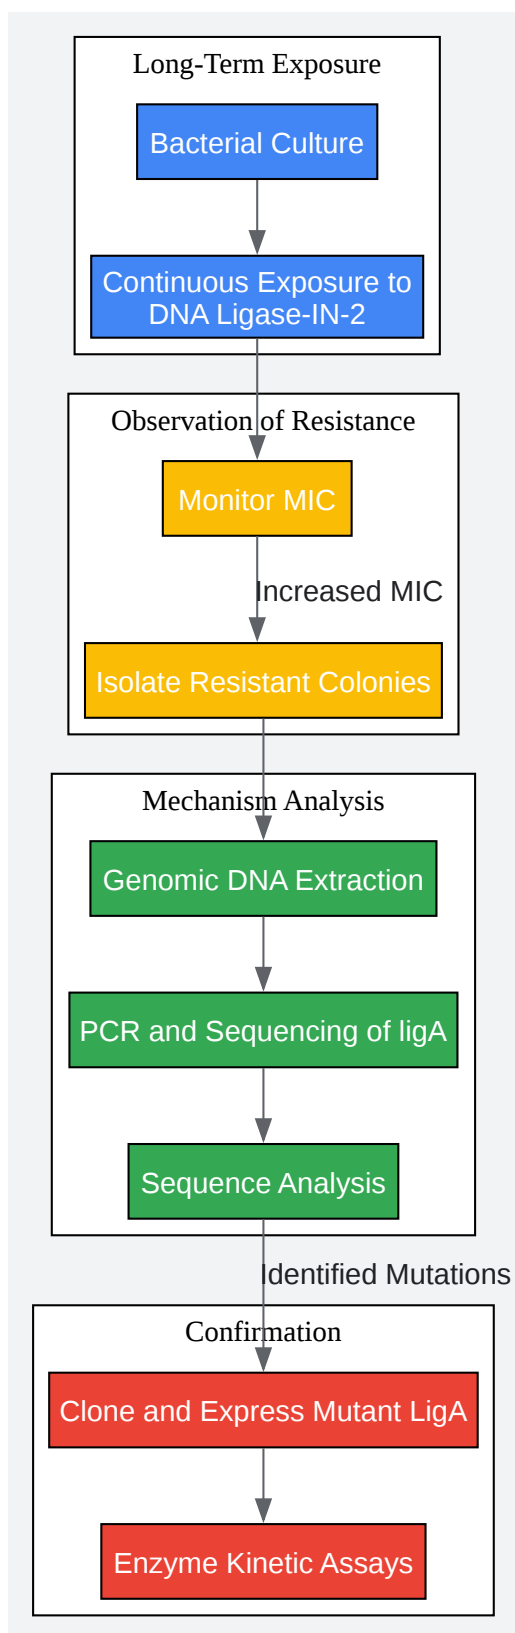 Long-Term Exposure
Bacterial Culture
Continuous Exposure to
DNA Ligase-IN-2
Observation of Resistance
Monitor MIC
Increased MIC
Isolate Resistant Colonies
Mechanism Analysis
Genomic DNA Extraction
PCR and Sequencing of ligA
Sequence Analysis
Identified Mutations
Confirmation
Clone and Express Mutant LigA
Enzyme Kinetic Assays